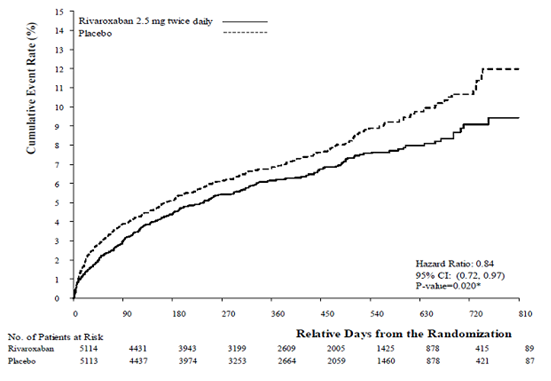 Rivaroxaban 2.5 mg twice daily
Placebo
Cumulative Event Rate (%)
15
14
13
12
11
10
9
8
7
6
5
4
3
2
1
0
Hazard Ratio: 0.84
95% CI: (0.72, 0.97)
P-value=0.020*
0 90 180 270 360 450 540 630 720 810
No. of Patients at Risk
Relative Days from the Randomization
Rivaroxaban 5114 4431 3943 3199 2609 2005 1425 878 415 89
Placebo 5113 4437 3974 3253 2664 2059 1460 878 421 87